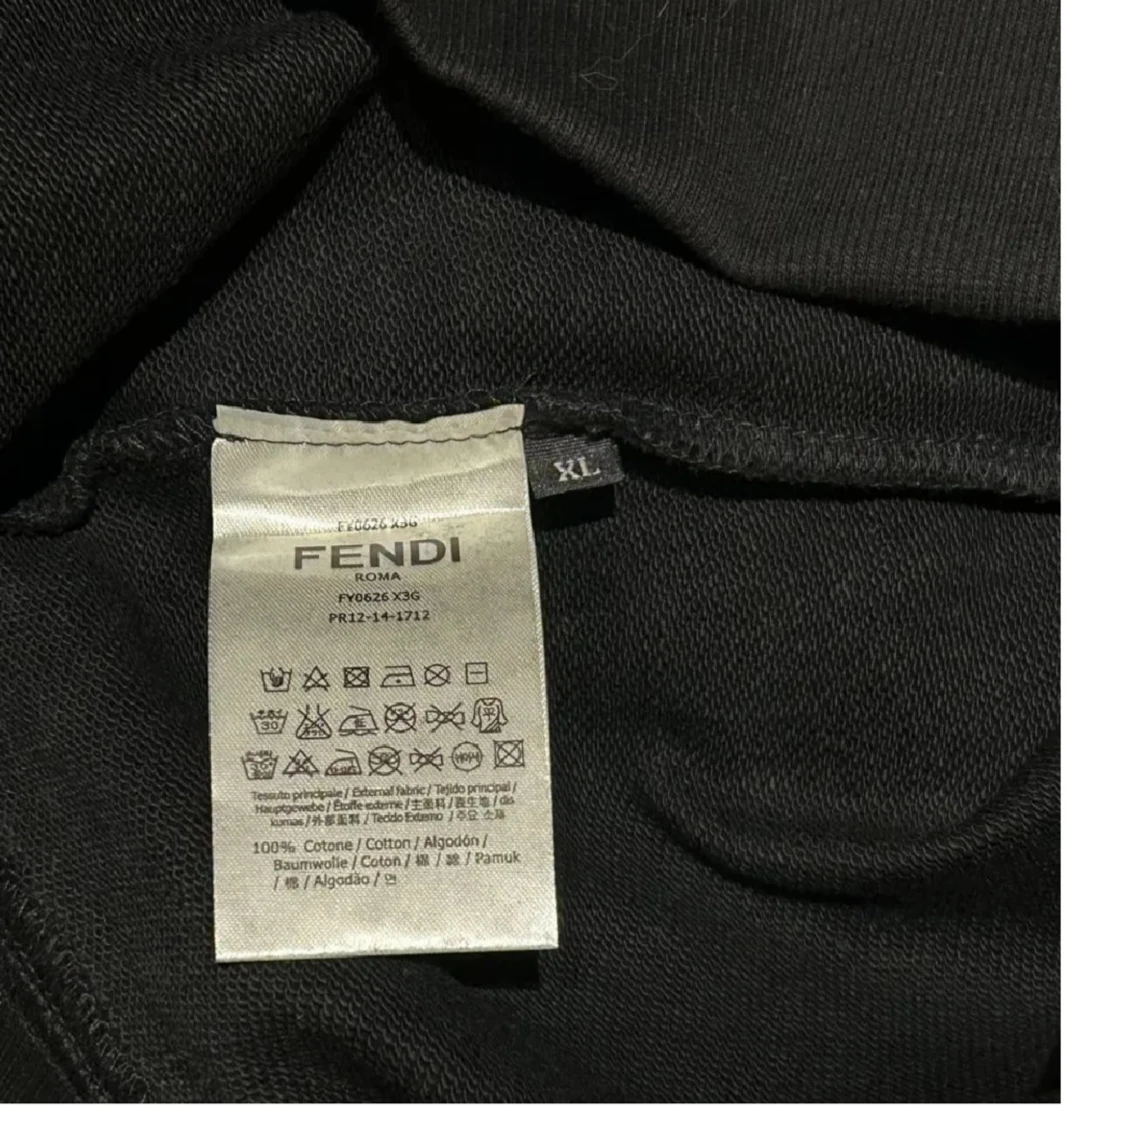 XL
FY0626 X3G
FENDI
ROMA
FY0626 X3G
PR12-14-1712
30
Tessuto principale / External fabric / Tejido principal /
Hauptgewebe / Étoffe externe / 主面料 / 表生地 / dış
kumas / 外部面料 / Tecido Externo / 주요 소재
100% Cotone / Cotton / Algodón /
Baumwolle / Coton / 棉 / 綿 / Pamuk
/ 棉 / Algodão / 면